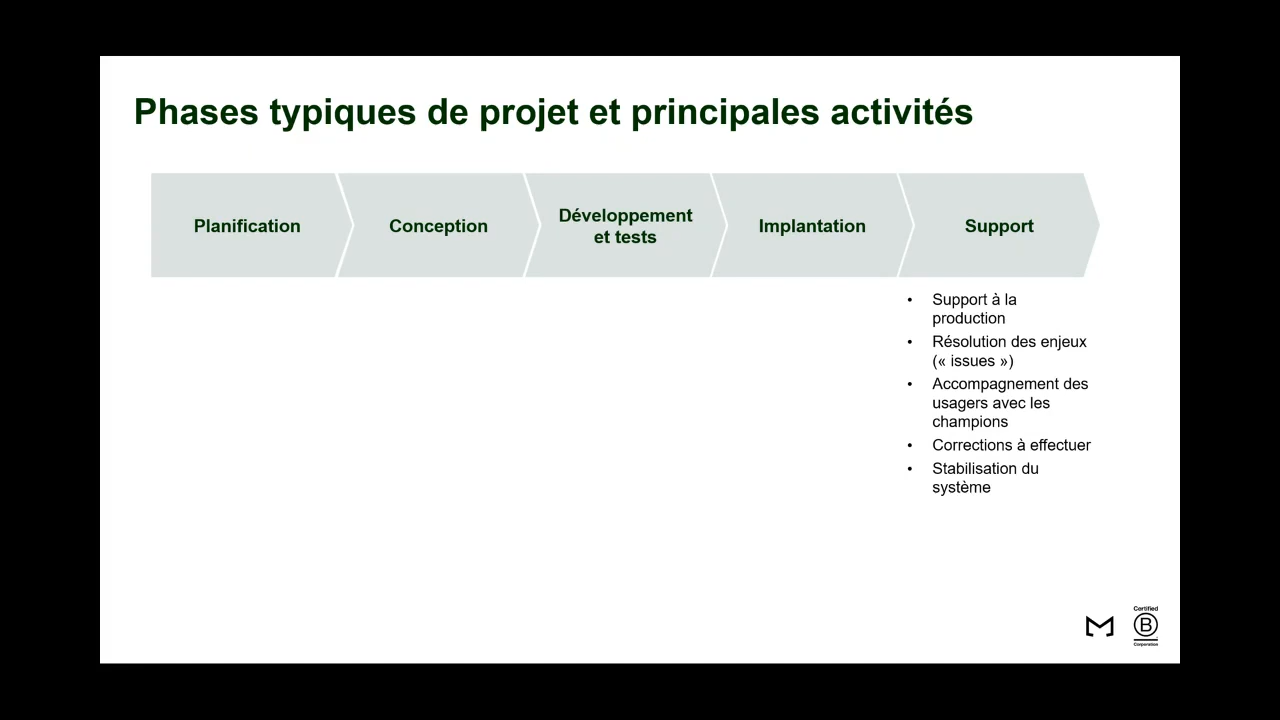 Phases typiques de projet et principales activités
Planification
Conception
Développement
et tests
Implantation
Support
• Support à la
production
• Résolution des enjeux
(« issues »)
• Accompagnement des
usagers avec les
champions
• Corrections à effectuer
• Stabilisation du
système
Certified
B
Corporation